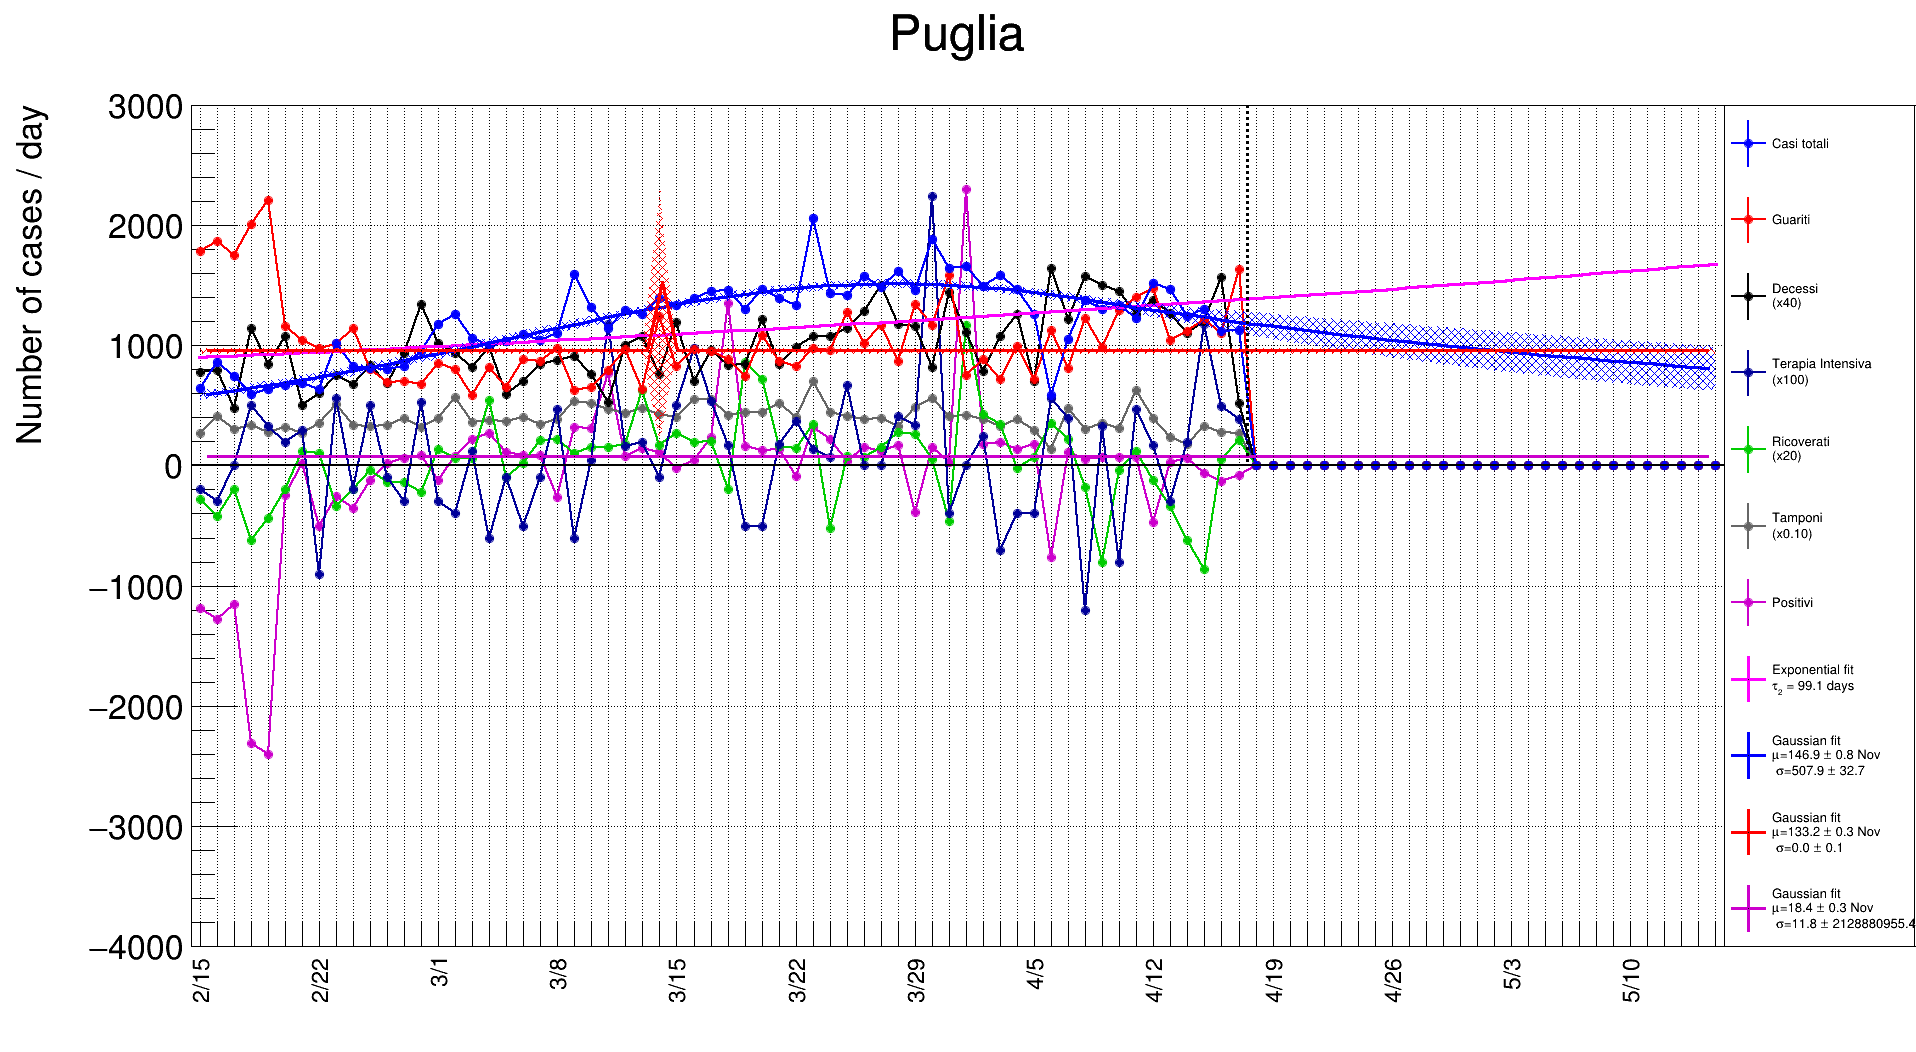 Puglia
Number of cases / day
3000
2000
1000
0
−1000
−2000
−3000
−4000
2/15
2/22
3/1
3/8
3/15
3/22
3/29
4/5
4/12
4/19
4/26
5/3
5/10
Casi totali
Guariti
Decessi
(x40)
Terapia Intensiva
(x100)
Ricoverati
(x20)
Tamponi
(x0.10)
Positivi
Exponential fit
τ2 = 99.1 days
Gaussian fit
μ=146.9 ± 0.8 Nov
σ=507.9 ± 32.7
Gaussian fit
μ=133.2 ± 0.3 Nov
σ=0.0 ± 0.1
Gaussian fit
μ=18.4 ± 0.3 Nov
σ=11.8 ± 2128880955.4